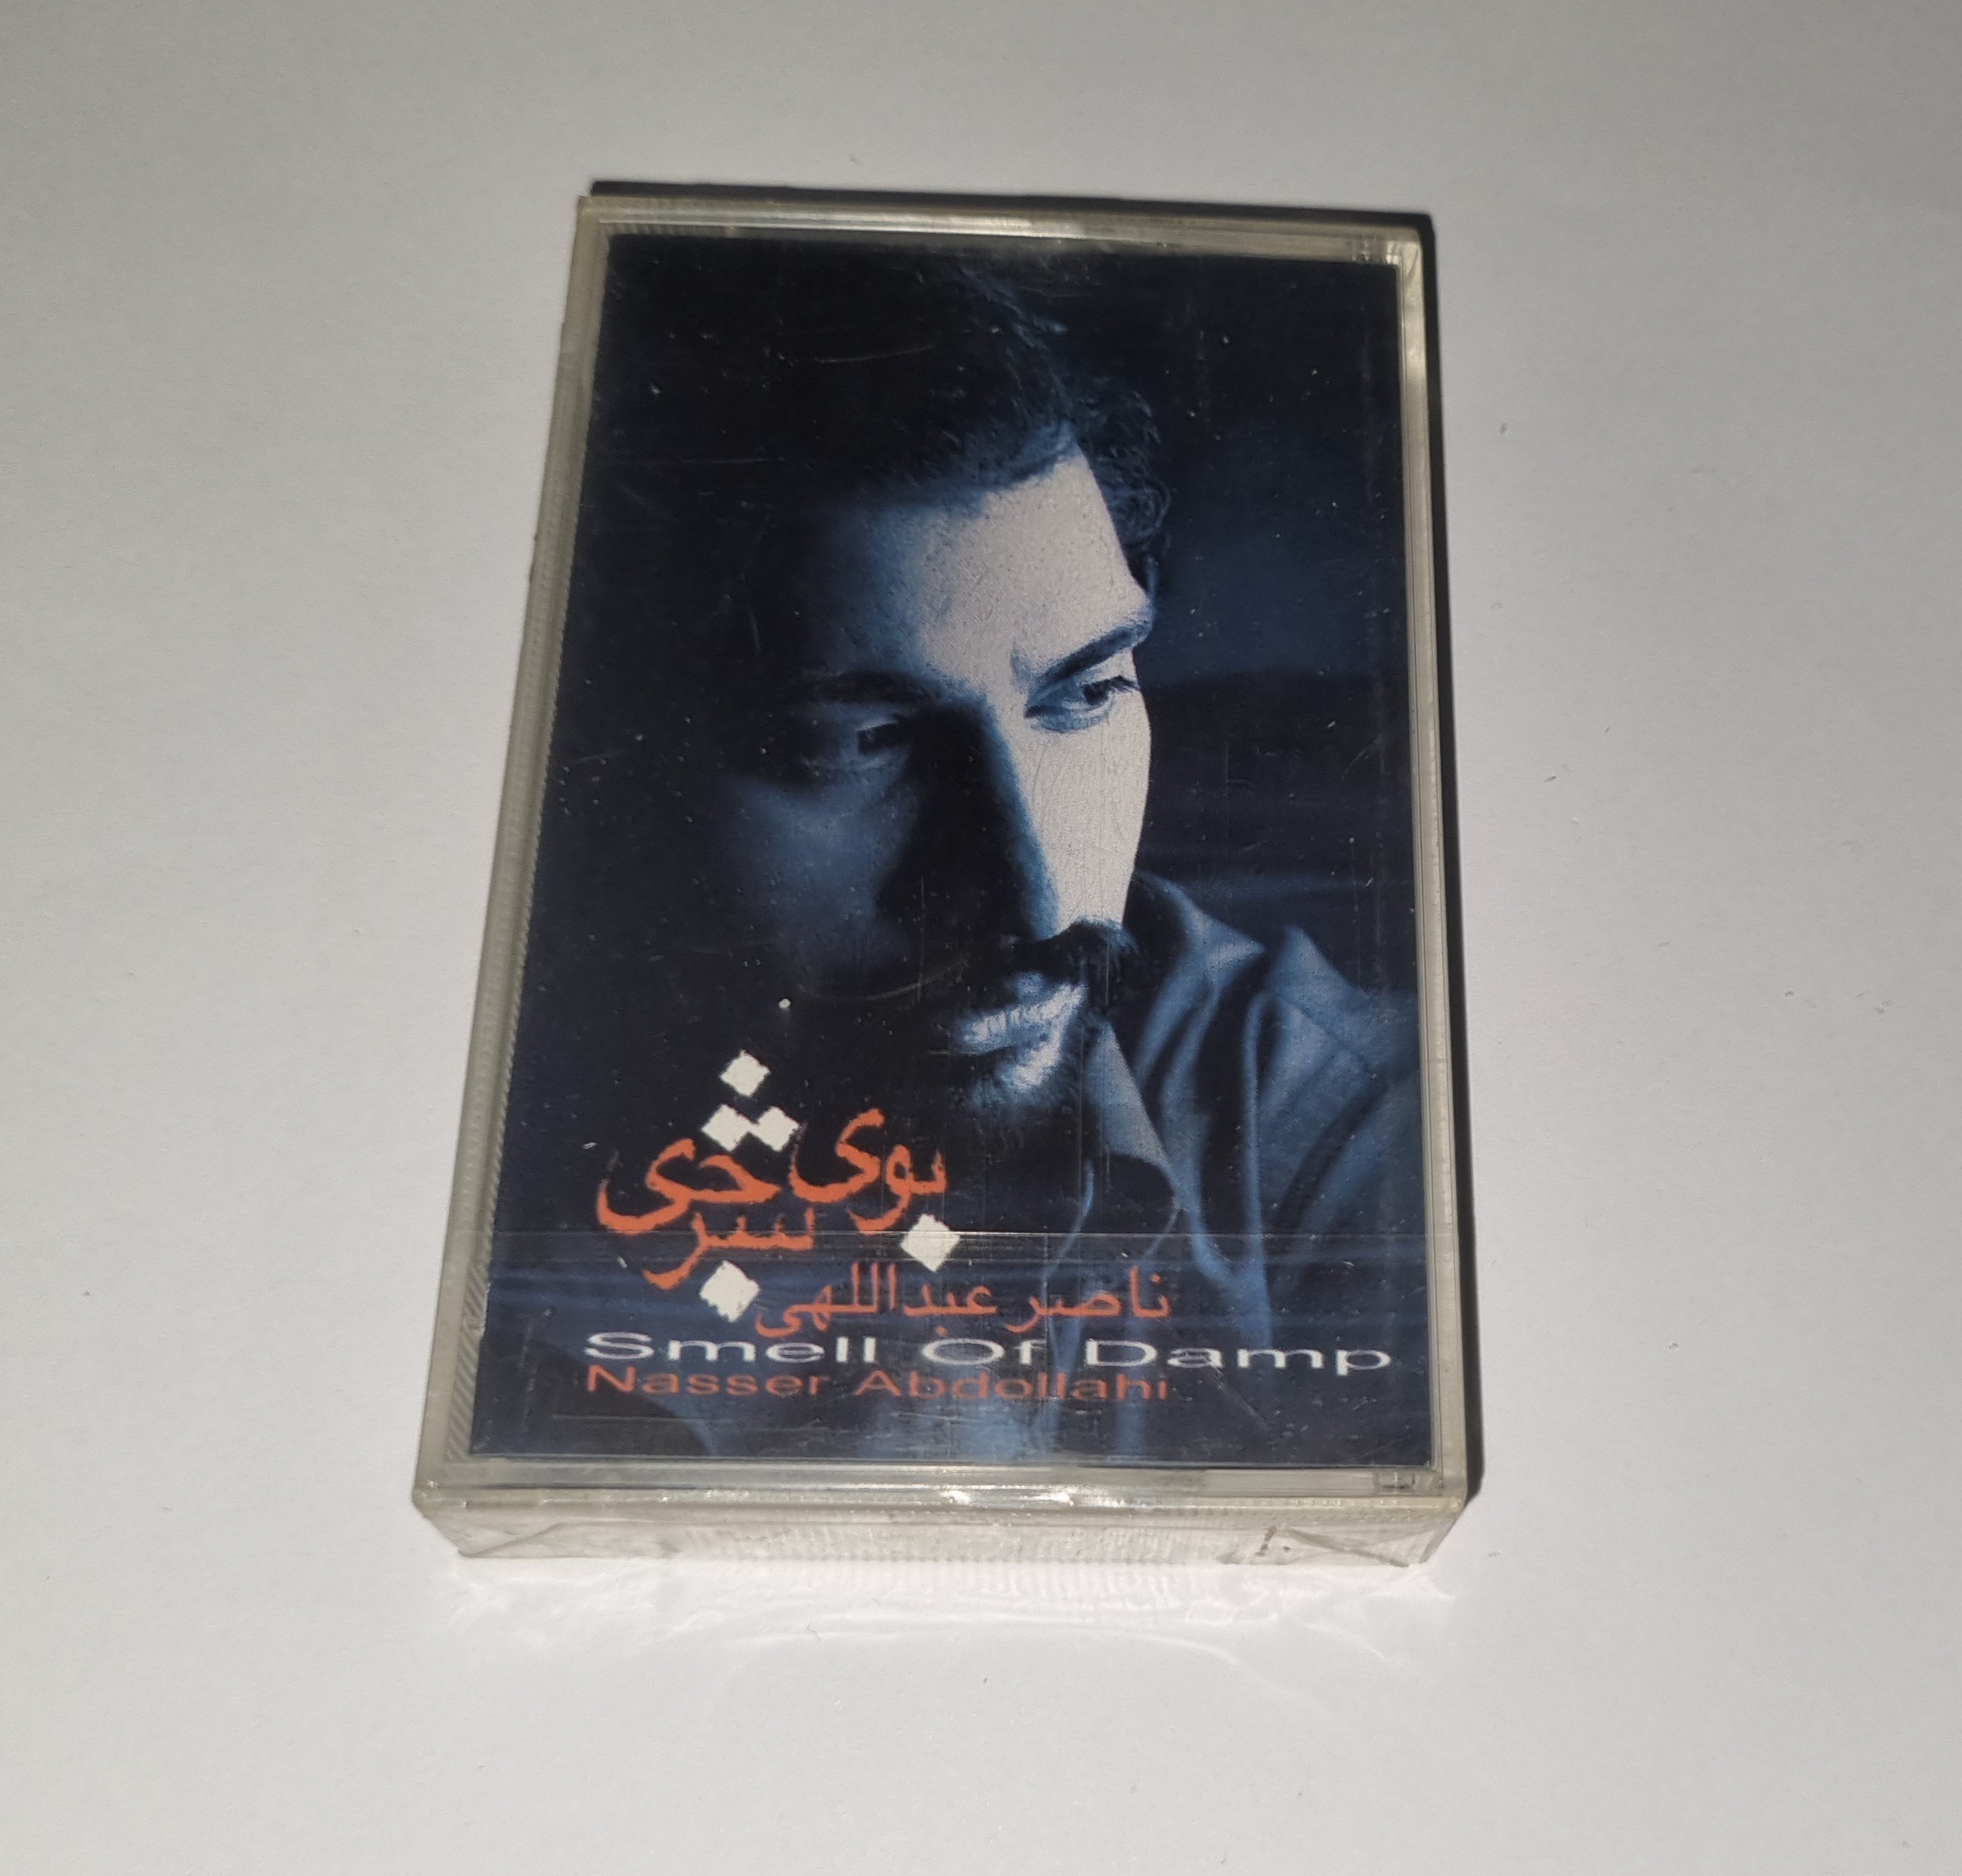 بوی شرجی
ناصر عبداللهی
Smell Of Damp
Nasser Abdollahi